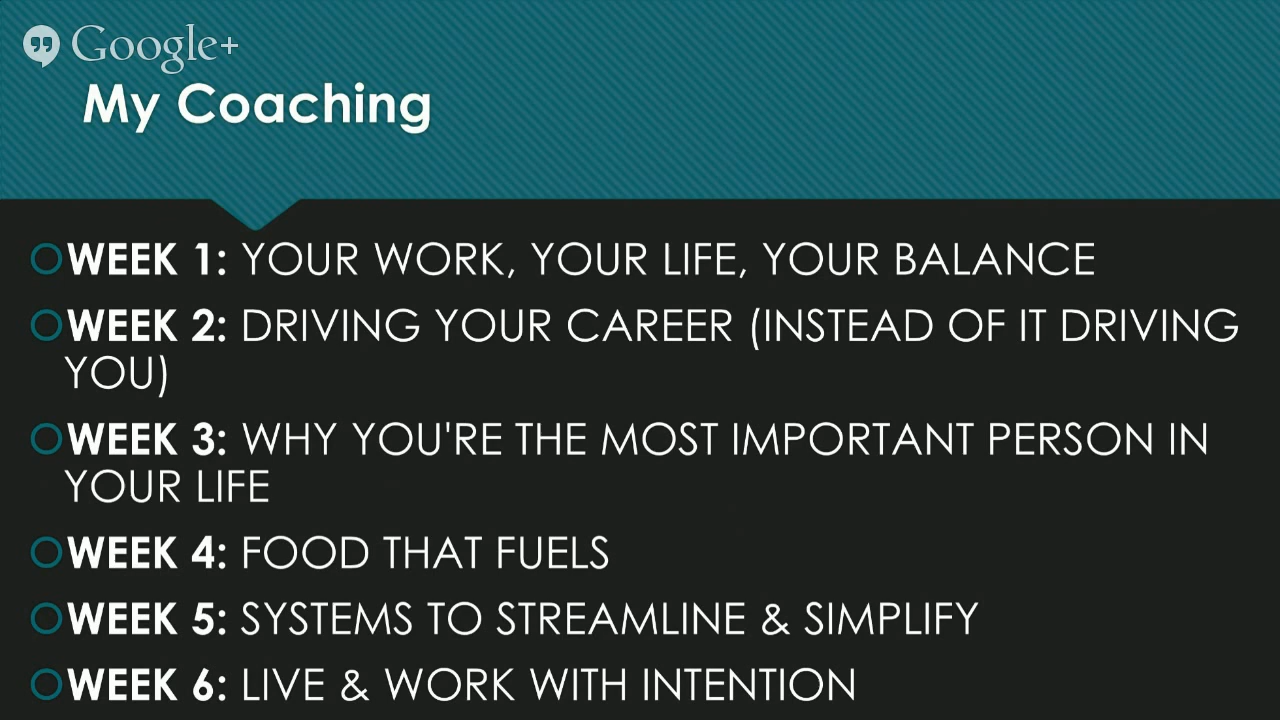 Google+
My Coaching
WEEK 1: YOUR WORK, YOUR LIFE, YOUR BALANCE
WEEK 2: DRIVING YOUR CAREER (INSTEAD OF IT DRIVING
YOU)
WEEK 3: WHY YOU'RE THE MOST IMPORTANT PERSON IN
YOUR LIFE
WEEK 4: FOOD THAT FUELS
WEEK 5: SYSTEMS TO STREAMLINE & SIMPLIFY
WEEK 6: LIVE & WORK WITH INTENTION